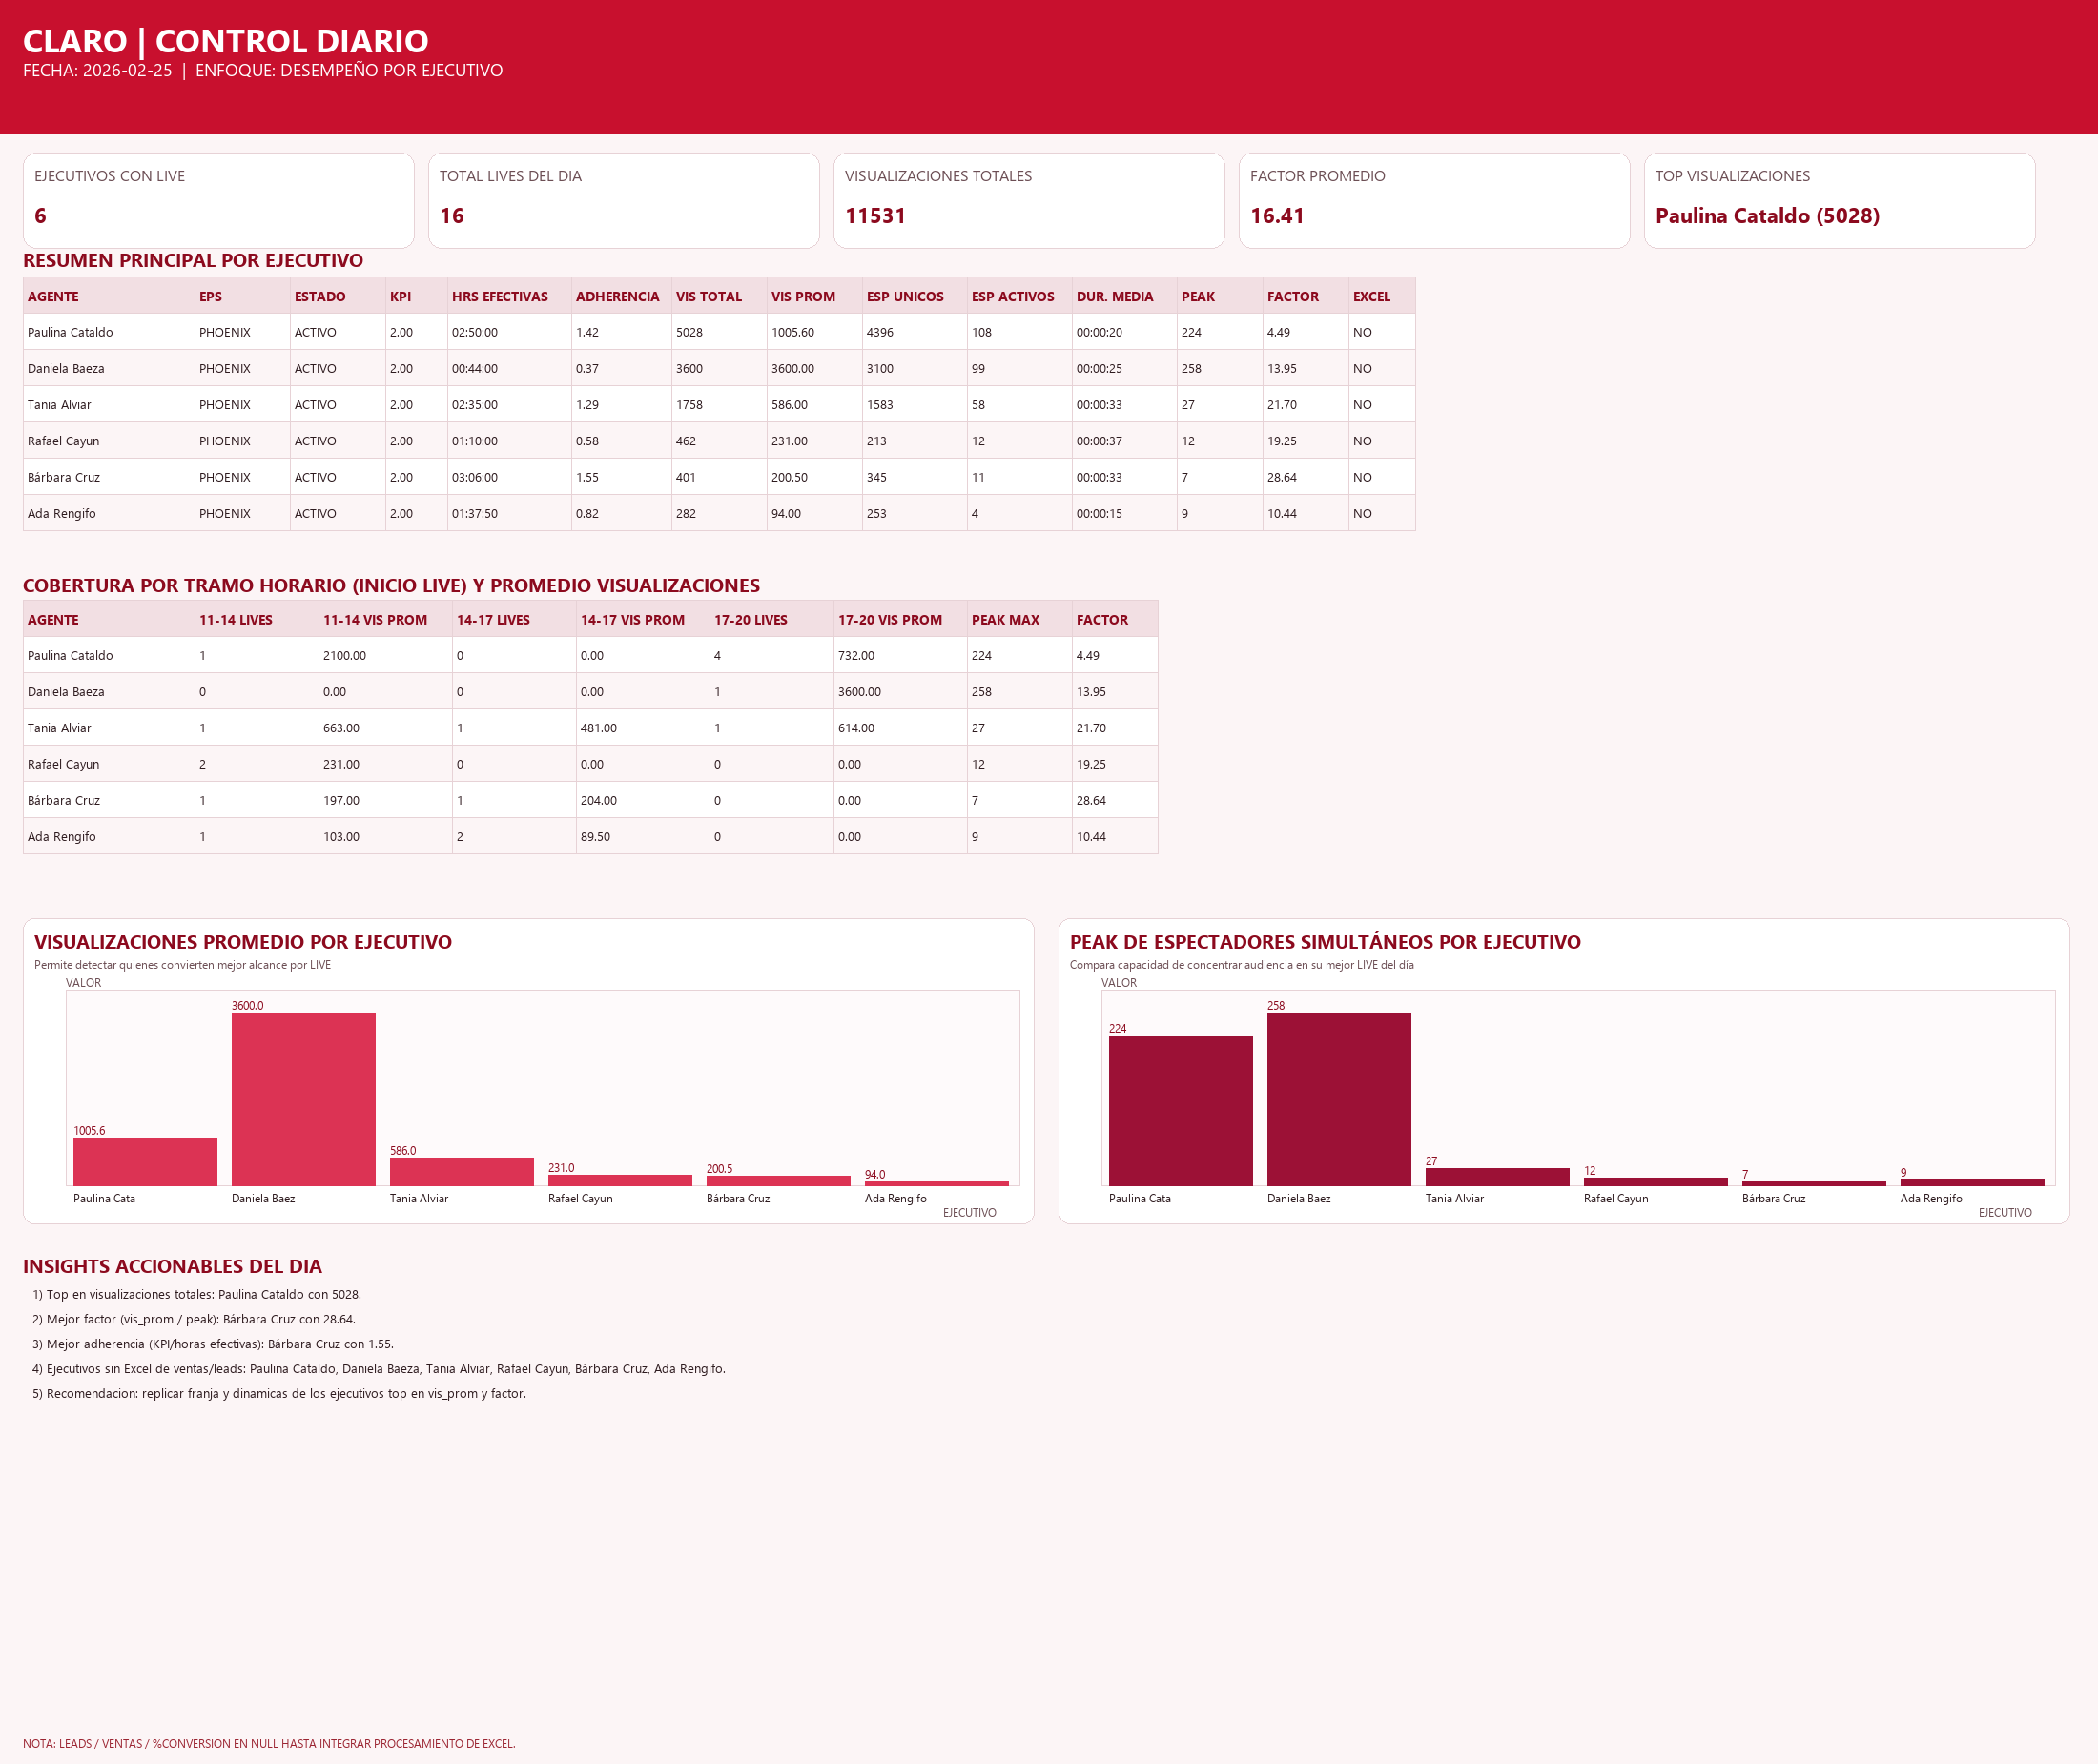 CLARO | CONTROL DIARIO
FECHA: 2026-02-25 | ENFOQUE: DESEMPEÑO POR EJECUTIVO
EJECUTIVOS CON LIVE
6
TOTAL LIVES DEL DIA
16
VISUALIZACIONES TOTALES
11531
FACTOR PROMEDIO
16.41
TOP VISUALIZACIONES
Paulina Cataldo (5028)
RESUMEN PRINCIPAL POR EJECUTIVO
AGENTE EPS ESTADO KPI HRS EFECTIVAS ADHERENCIA VIS TOTAL VIS PROM ESP UNICOS ESP ACTIVOS DUR. MEDIA PEAK FACTOR EXCEL
Paulina Cataldo PHOENIX ACTIVO 2.00 02:50:00 1.42 5028 1005.60 4396 108 00:00:20 224 4.49 NO
Daniela Baeza PHOENIX ACTIVO 2.00 00:44:00 0.37 3600 3600.00 3100 99 00:00:25 258 13.95 NO
Tania Alviar PHOENIX ACTIVO 2.00 02:35:00 1.29 1758 586.00 1583 58 00:00:33 27 21.70 NO
Rafael Cayun PHOENIX ACTIVO 2.00 01:10:00 0.58 462 231.00 213 12 00:00:37 12 19.25 NO
Bárbara Cruz PHOENIX ACTIVO 2.00 03:06:00 1.55 401 200.50 345 11 00:00:33 7 28.64 NO
Ada Rengifo PHOENIX ACTIVO 2.00 01:37:50 0.82 282 94.00 253 4 00:00:15 9 10.44 NO
COBERTURA POR TRAMO HORARIO (INICIO LIVE) Y PROMEDIO VISUALIZACIONES
AGENTE 11-14 LIVES 11-14 VIS PROM 14-17 LIVES 14-17 VIS PROM 17-20 LIVES 17-20 VIS PROM PEAK MAX FACTOR
Paulina Cataldo 1 2100.00 0 0.00 4 732.00 224 4.49
Daniela Baeza 0 0.00 0 0.00 1 3600.00 258 13.95
Tania Alviar 1 663.00 1 481.00 1 614.00 27 21.70
Rafael Cayun 2 231.00 0 0.00 0 0.00 12 19.25
Bárbara Cruz 1 197.00 1 204.00 0 0.00 7 28.64
Ada Rengifo 1 103.00 2 89.50 0 0.00 9 10.44
VISUALIZACIONES PROMEDIO POR EJECUTIVO
Permite detectar quienes convierten mejor alcance por LIVE
VALOR
1005.6 3600.0 586.0 231.0 200.5 94.0
Paulina Cata Daniela Baez Tania Alviar Rafael Cayun Bárbara Cruz Ada Rengifo
EJECUTIVO
PEAK DE ESPECTADORES SIMULTÁNEOS POR EJECUTIVO
Compara capacidad de concentrar audiencia en su mejor LIVE del día
VALOR
224 258 27 12 7 9
Paulina Cata Daniela Baez Tania Alviar Rafael Cayun Bárbara Cruz Ada Rengifo
EJECUTIVO
INSIGHTS ACCIONABLES DEL DIA
1) Top en visualizaciones totales: Paulina Cataldo con 5028.
2) Mejor factor (vis_prom / peak): Bárbara Cruz con 28.64.
3) Mejor adherencia (KPI/horas efectivas): Bárbara Cruz con 1.55.
4) Ejecutivos sin Excel de ventas/leads: Paulina Cataldo, Daniela Baeza, Tania Alviar, Rafael Cayun, Bárbara Cruz, Ada Rengifo.
5) Recomendacion: replicar franja y dinamicas de los ejecutivos top en vis_prom y factor.
NOTA: LEADS / VENTAS / %CONVERSION EN NULL HASTA INTEGRAR PROCESAMIENTO DE EXCEL.